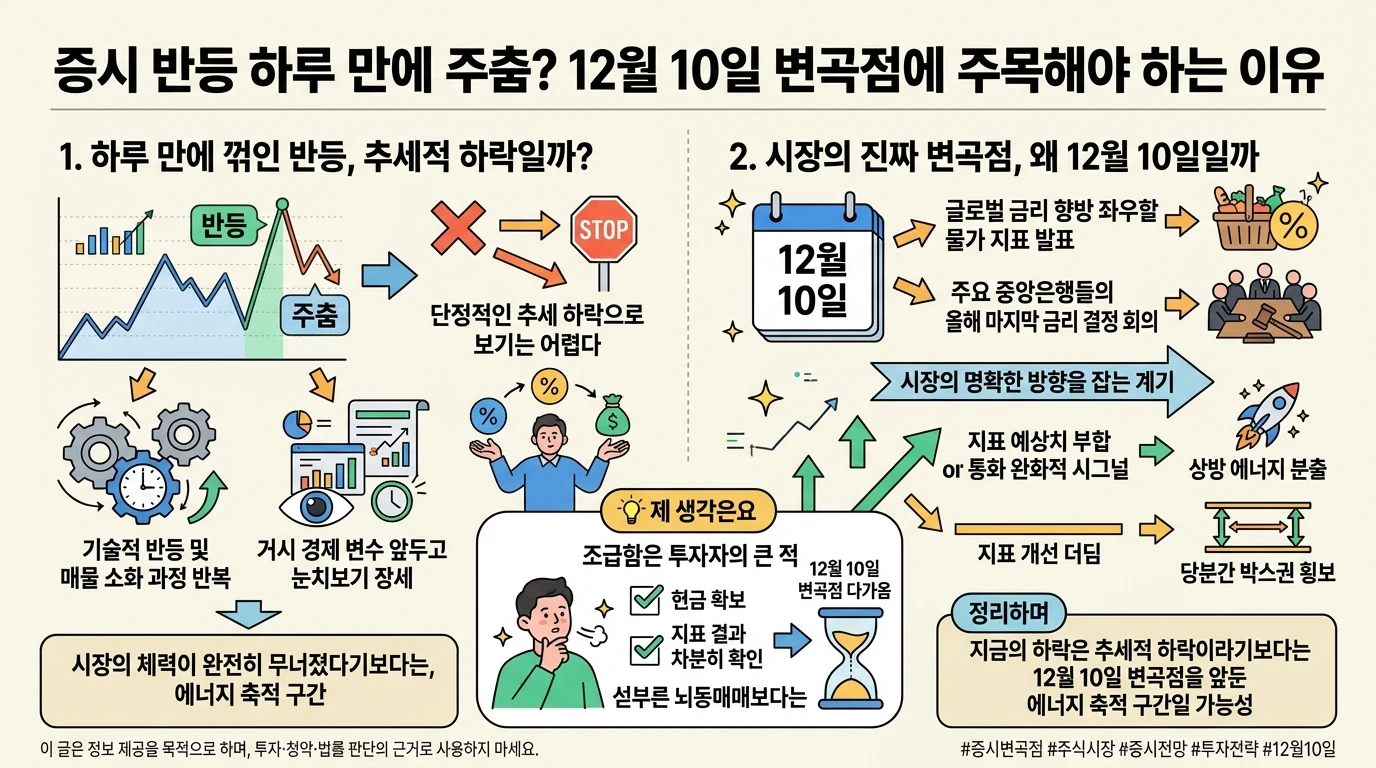 증시 반등 하루 만에 주춤? 12월 10일 변곡점에 주목해야 하는 이유
1. 하루 만에 꺾인 반등, 추세적 하락일까?
반등
주춤
STOP
단정적인 추세 하락으로
보기는 어렵다
기술적 반등 및
매물 소화 과정 반복
거시 경제 변수 앞두고
눈치보기 장세
%
%
$
시장의 체력이 완전히 무너졌다기보다는,
에너지 축적 구간
2. 시장의 진짜 변곡점, 왜 12월 10일일까
12월
10일
글로벌 금리 향방 좌우할
물가 지표 발표
%
주요 중앙은행들의
올해 마지막 금리 결정 회의
시장의 명확한 방향을 잡는 계기
지표 예상치 부합
or 통화 완화적 시그널
상방 에너지 분출
지표 개선 더딤
당분간 박스권 횡보
제 생각은요
조급함은 투자자의 큰 적
현금 확보
지표 결과
차분히 확인
섣부른 뇌동매매보다는
12월 10일
변곡점 다가옴
정리하며
지금의 하락은 추세적 하락이라기보다는
12월 10일 변곡점을 앞둔
에너지 축적 구간일 가능성
이 글은 정보 제공을 목적으로 하며, 투자·청약·법률 판단의 근거로 사용하지 마세요.
#증시변곡점 #주식시장 #증시전망 #투자전략 #12월10일